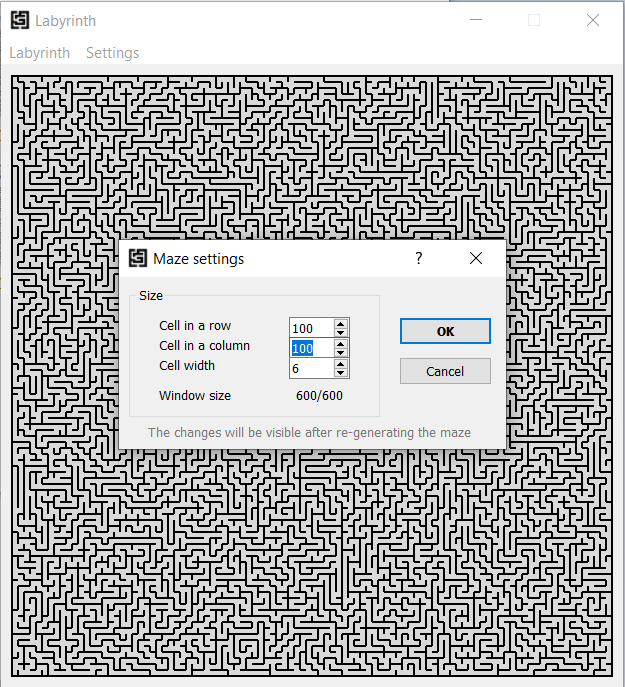 Labyrinth
Labyrinth Settings
Maze settings ?
Size
Cell in a row 100
OK
Cell in a column 100
Cell width 6
Cancel
Window size 600/600
The changes will be visible after re-generating the maze